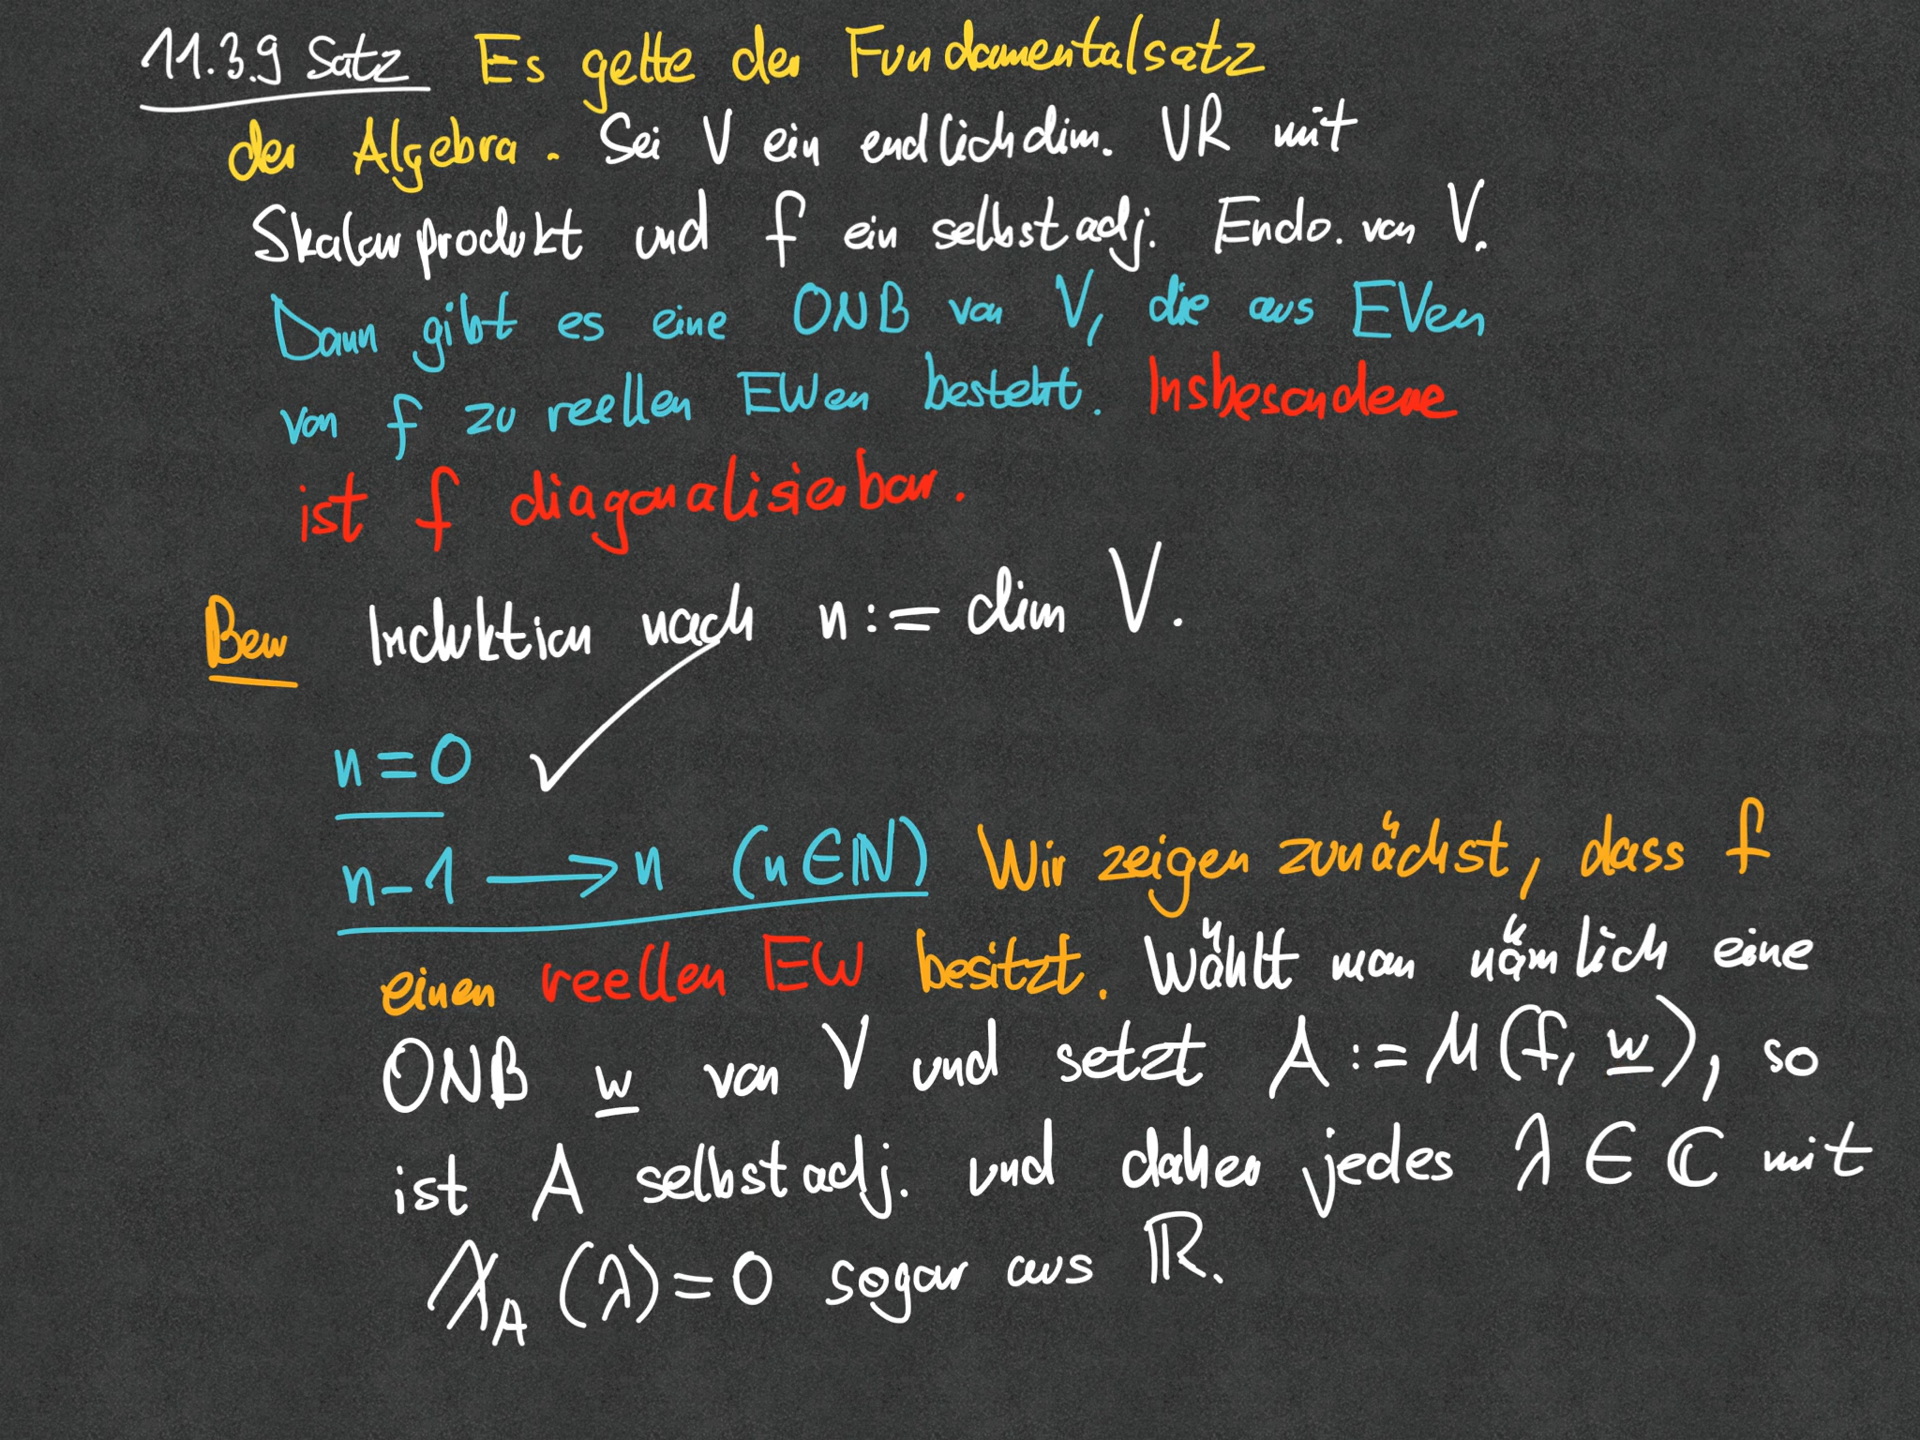 11.3.9 Satz Es gelte der Fundamentalsatz
der Algebra. Sei V ein endlichdim. VR mit
Skalarprodukt und f ein selbstadj. Endo. von V.
Dann gibt es eine ONB von V, die aus EVen
von f zu reellen EWen besteht. Insbesondere
ist f diagonalisierbar.
Bew Induktion nach n := dim V.
n=0 ✓
n-1 ⟶ n (n∈ℕ) Wir zeigen zunächst, dass f
einen reellen EW besitzt. Wählt man nämlich eine
ONB w von V und setzt A := M(f, w), so
ist A selbstadj. und daher jedes λ ∈ ℂ mit
χ_A (λ) = 0 sogar aus ℝ.